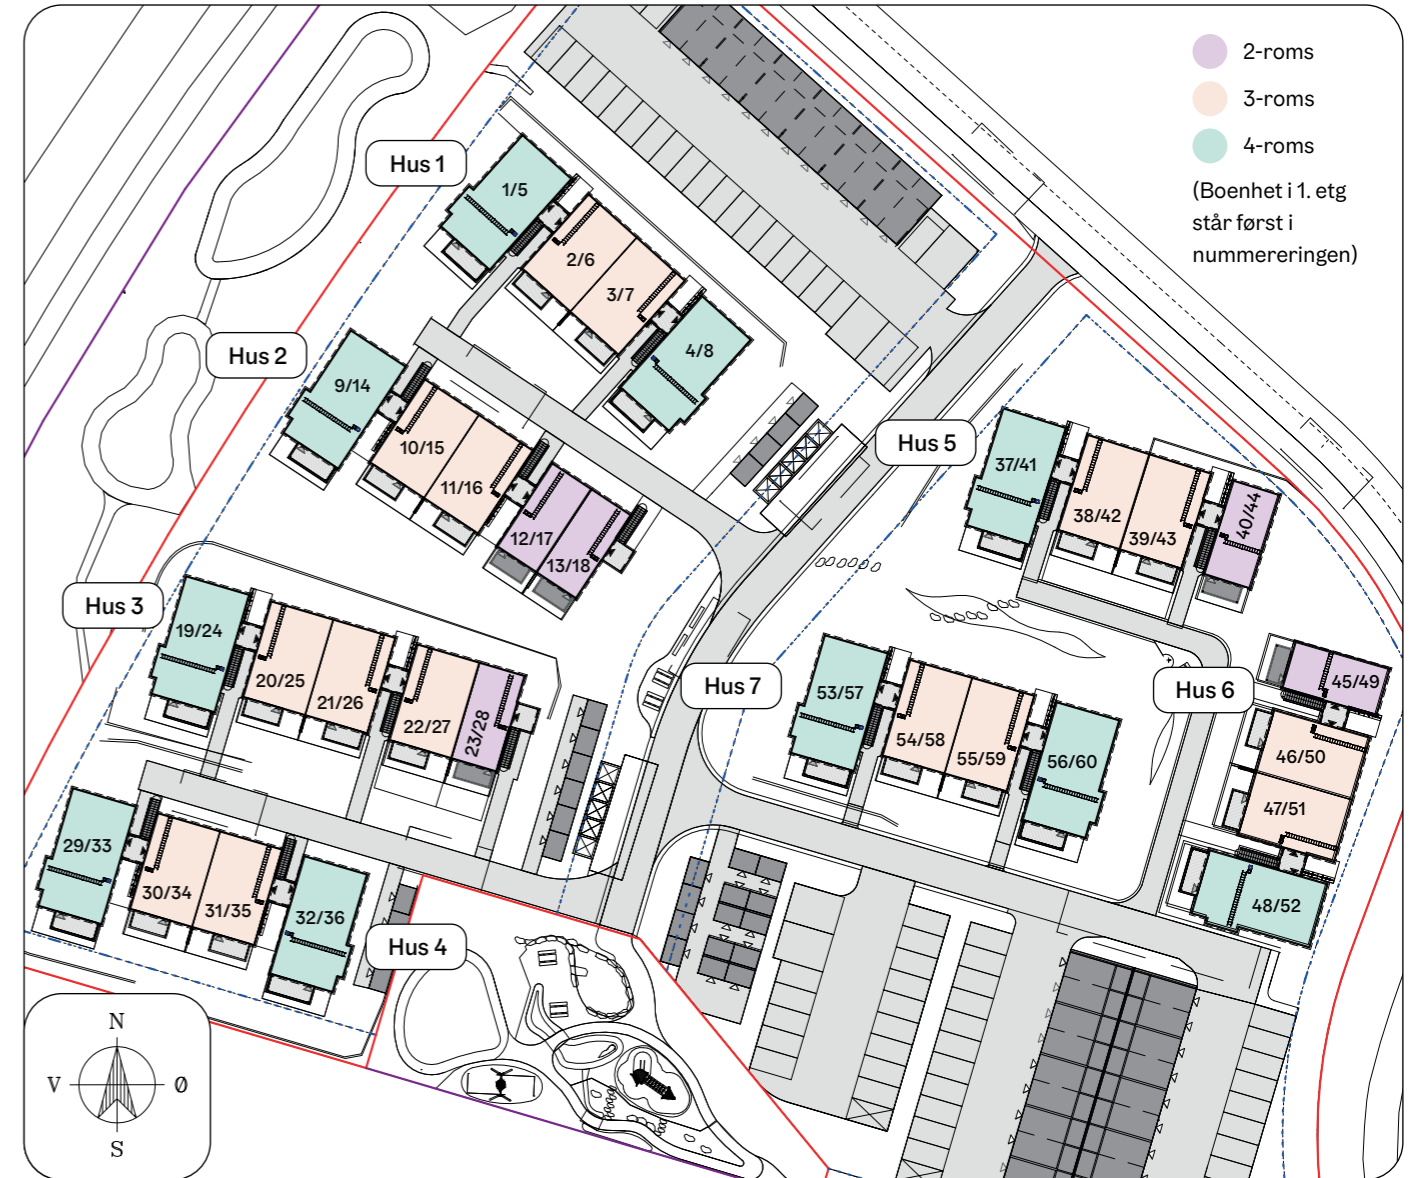 2-roms
3-roms
4-roms
(Boenhet i 1. etg
står først i
nummereringen)
Hus 1
1/5
2/6
3/7
4/8
Hus 2
9/14
10/15
11/16
12/17
13/18
Hus 3
19/24
20/25
21/26
22/27
23/28
29/33
30/34
31/35
32/36
Hus 4
Hus 5
37/41
38/42
39/43
40/44
Hus 6
45/49
46/50
47/51
48/52
Hus 7
53/57
54/58
55/59
56/60
N
V
Ø
S